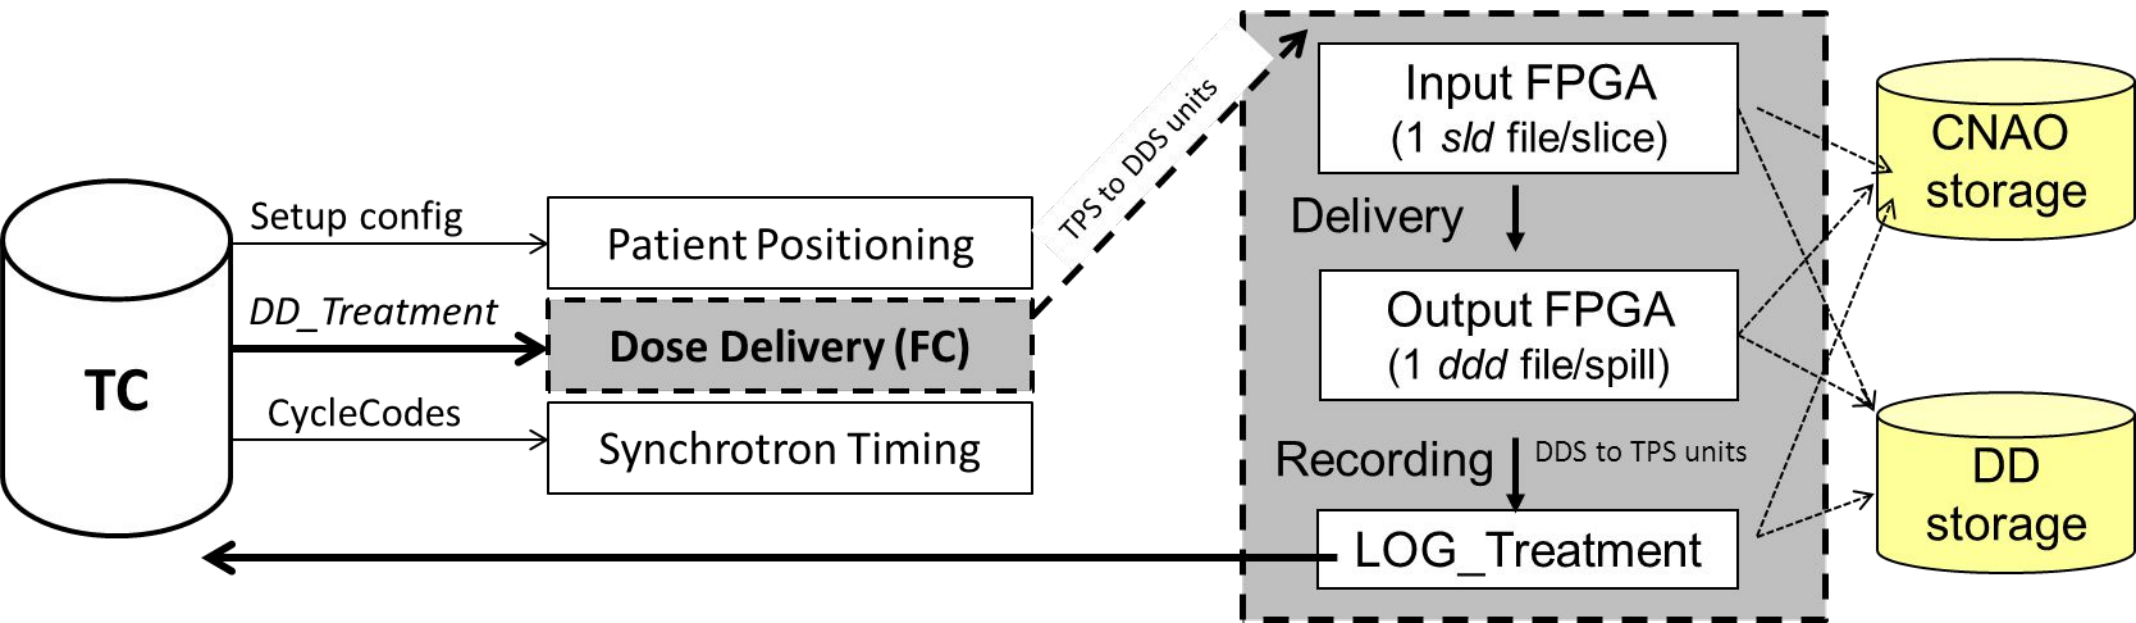 TC
Setup config
DD_Treatment
CycleCodes
Patient Positioning
Dose Delivery (FC)
Synchrotron Timing
TPS to DDS units
Input FPGA
(1 sld file/slice)
Delivery
Output FPGA
(1 ddd file/spill)
Recording
DDS to TPS units
LOG_Treatment
CNAO
storage
DD
storage